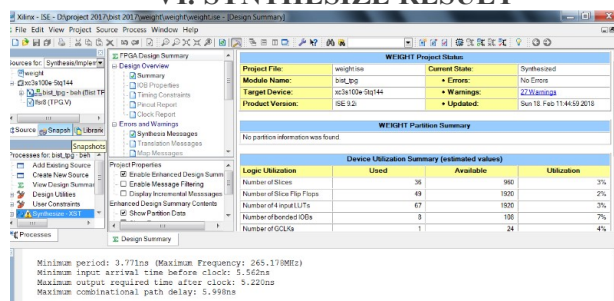 VI. SYNTHESIZE RESULT
Xilinx - ISE - D:\project 2017\bist 2017\weight\weight\weight.ise - [Design Summary]
File Edit View Project Source Process Window Help
Sources for: Synthesis/Implem
weight
xc3s100e-5tq144
bist_tpg - beh (Bist TP
lfsr8 (TPG.V)
Source Snapsh Librarie
Snapshots
Processes for: bist_tpg - beh
Add Existing Source
Create New Source
View Design Summar
Design Utilities
User Constraints
Synthesize - XST
Processes
FPGA Design Summary
Design Overview
Summary
IOB Properties
Timing Constraints
Pinout Report
Clock Report
Errors and Warnings
Synthesis Messages
Translation Messages
Map Messages
Project Properties
Enable Enhanced Design Summ
Enable Message Filtering
Display Incremental Messages
Enhanced Design Summary Contents
Show Partition Data
Design Summary
WEIGHT Project Status
Project File: weight.ise Current State: Synthesized
Module Name: bist_tpg • Errors: No Errors
Target Device: xc3s100e-5tq144 • Warnings: 27 Warnings
Product Version: ISE 9.2i • Updated: Sun 18. Feb 11:44:59 2018
WEIGHT Partition Summary
No partition information was found.
Device Utilization Summary (estimated values)
Logic Utilization Used Available Utilization
Number of Slices 36 960 3%
Number of Slice Flip Flops 49 1920 2%
Number of 4 input LUTs 67 1920 3%
Number of bonded IOBs 8 108 7%
Number of GCLKs 1 24 4%
Minimum period: 3.771ns (Maximum Frequency: 265.178MHz)
Minimum input arrival time before clock: 5.562ns
Maximum output required time after clock: 5.220ns
Maximum combinational path delay: 5.998ns